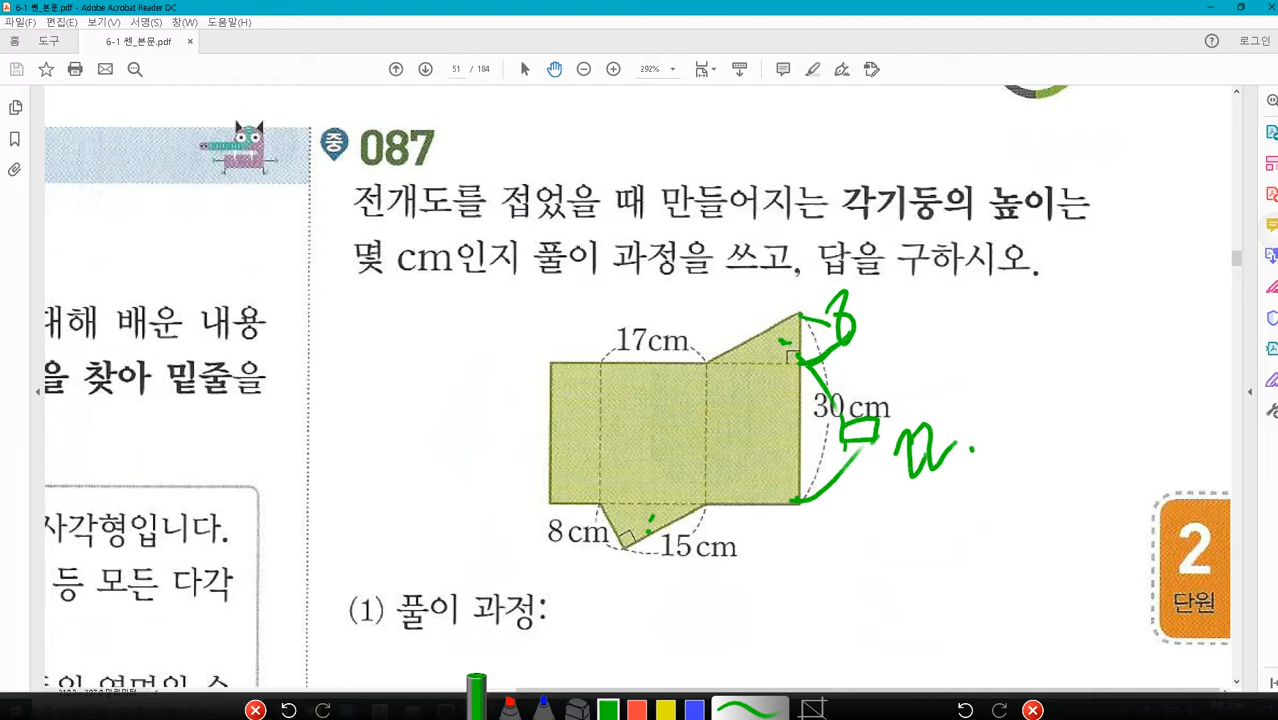 6-1 쎈_본문.pdf - Adobe Acrobat Reader DC
파일(F) 편집(E) 보기(V) 서명(S) 창(W) 도움말(H)
홈 도구 6-1 쎈_본문.pdf × 로그인
51 / 184 292%
중 087
전개도를 접었을 때 만들어지는 각기둥의 높이는
몇 cm인지 풀이 과정을 쓰고, 답을 구하시오.
대해 배운 내용
을 찾아 밑줄을
17cm
8
30cm
22
사각형입니다.
등 모든 다각
8cm
15cm
2
단원
(1) 풀이 과정: